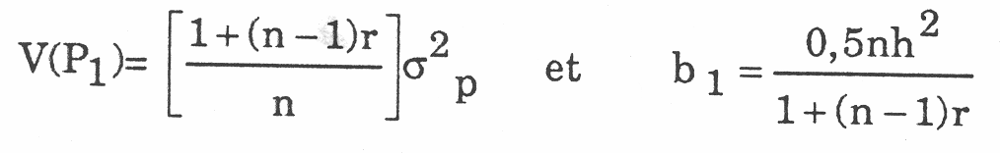 V(P₁)= [ (1+(n−1)r) / n ] σ²ₚ et b₁ = 0,5nh² / (1+(n−1)r)